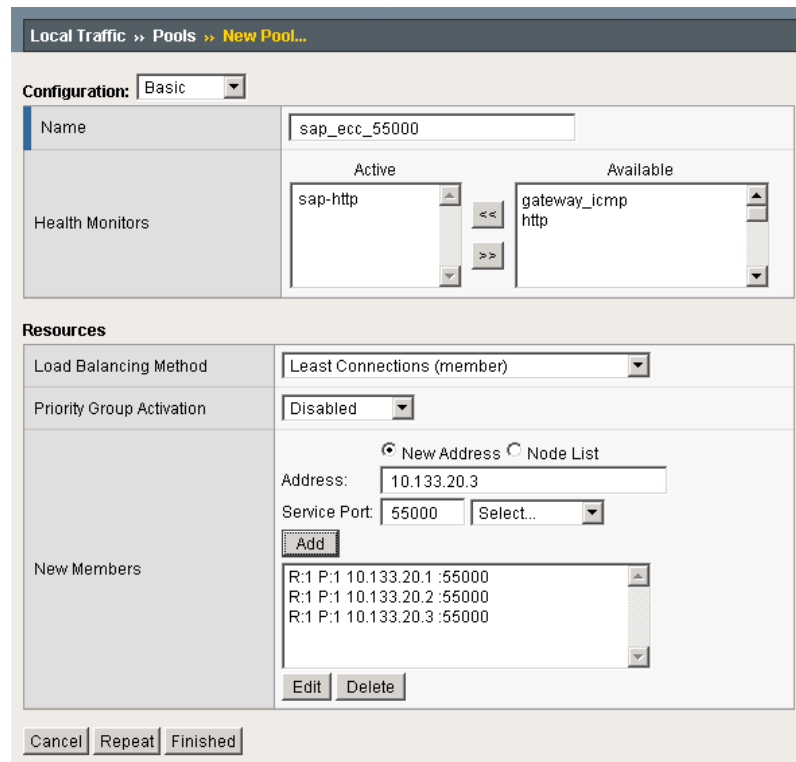 Local Traffic ›› Pools ›› New Pool...
Configuration: Basic
Name
sap_ecc_55000
Active
Available
Health Monitors
sap-http
<<
>>
gateway_icmp
http
Resources
Load Balancing Method
Least Connections (member)
Priority Group Activation
Disabled
New Members
New Address Node List
Address: 10.133.20.3
Service Port: 55000 Select...
Add
R:1 P:1 10.133.20.1 :55000
R:1 P:1 10.133.20.2 :55000
R:1 P:1 10.133.20.3 :55000
Edit Delete
Cancel Repeat Finished